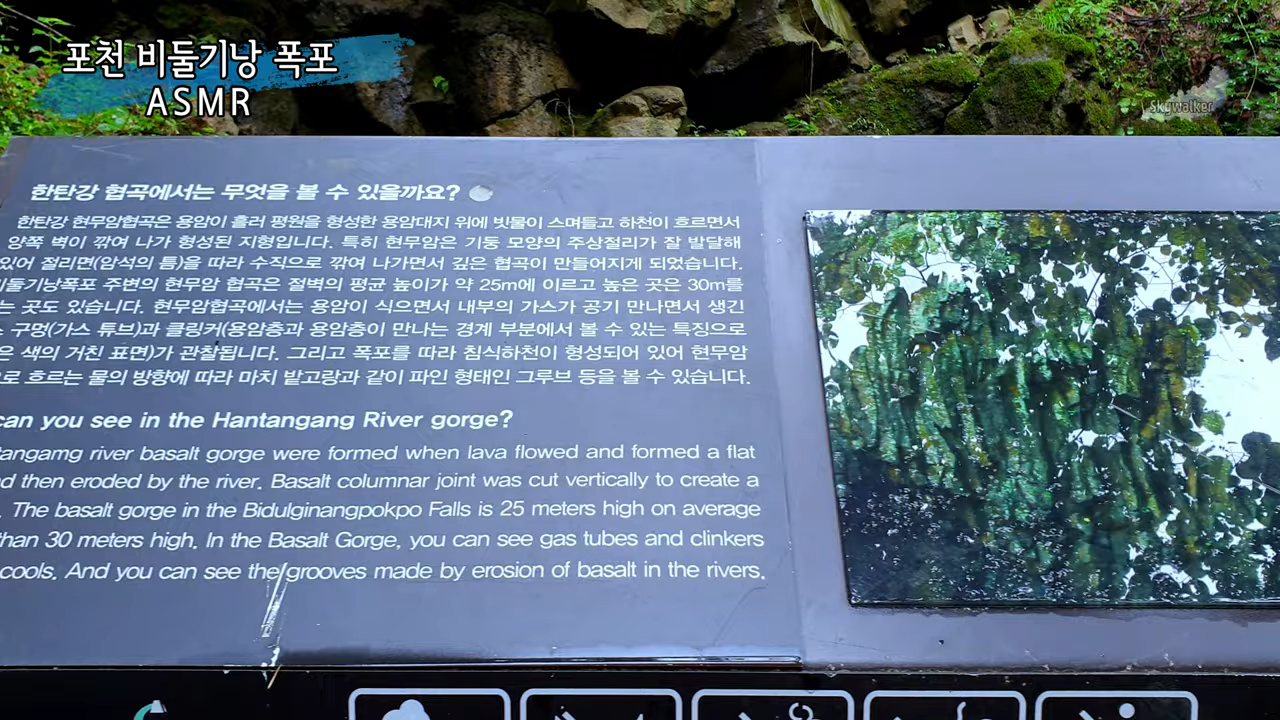 포천 비둘기낭 폭포
ASMR
Skywalker
한탄강 협곡에서는 무엇을 볼 수 있을까요?
한탄강 현무암협곡은 용암이 흘러 평원을 형성한 용암대지 위에 빗물이 스며들고 하천이 흐르면서
양쪽 벽이 깎여 나가 형성된 지형입니다. 특히 현무암은 기둥 모양의 주상절리가 잘 발달해
있어 절리면(암석의 틈)을 따라 수직으로 깎여 나가면서 깊은 협곡이 만들어지게 되었습니다.
비둘기낭폭포 주변의 현무암 협곡은 절벽의 평균 높이가 약 25m에 이르고 높은 곳은 30m를
는 곳도 있습니다. 현무암협곡에서는 용암이 식으면서 내부의 가스가 공기 만나면서 생긴
구멍(가스 튜브)과 클링커(용암층과 용암층이 만나는 경계 부분에서 볼 수 있는 특징으로
은 색의 거친 표면)가 관찰됩니다. 그리고 폭포를 따라 침식하천이 형성되어 있어 현무암
로 흐르는 물의 방향에 따라 마치 밭고랑과 같이 파인 형태인 그루브 등을 볼 수 있습니다.
can you see in the Hantangang River gorge?
tangamg river basalt gorge were formed when lava flowed and formed a flat
d then eroded by the river. Basalt columnar joint was cut vertically to create a
. The basalt gorge in the Bidulginangpokpo Falls is 25 meters high on average
than 30 meters high. In the Basalt Gorge, you can see gas tubes and clinkers
cools. And you can see the grooves made by erosion of basalt in the rivers.